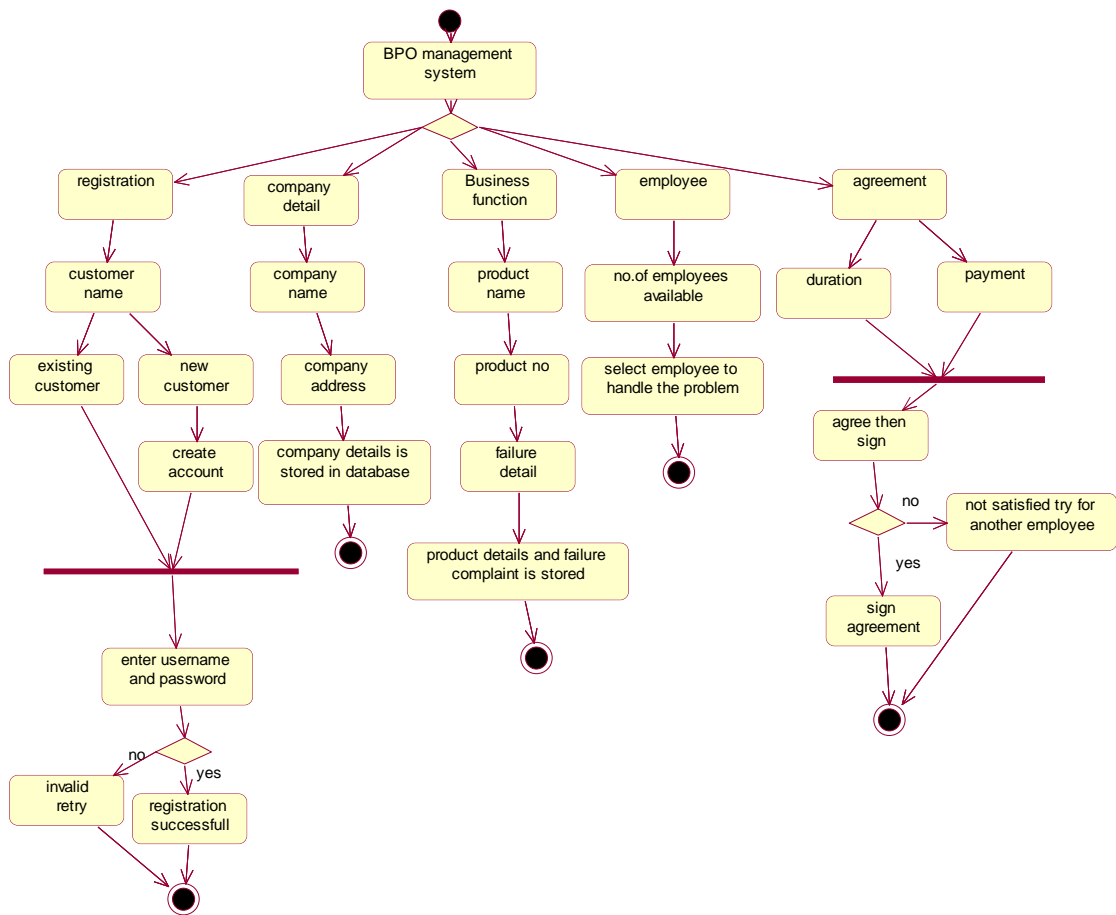 BPO management
system
registration
company
detail
Business
function
employee
agreement
customer
name
company
name
product
name
no.of employees
available
duration
payment
existing
customer
new
customer
company
address
product no
select employee to
handle the problem
create
account
company details is
stored in database
failure
detail
agree then
sign
no
not satisfied try for
another employee
product details and failure
complaint is stored
yes
sign
agreement
enter username
and password
no
yes
invalid
retry
registration
successfull